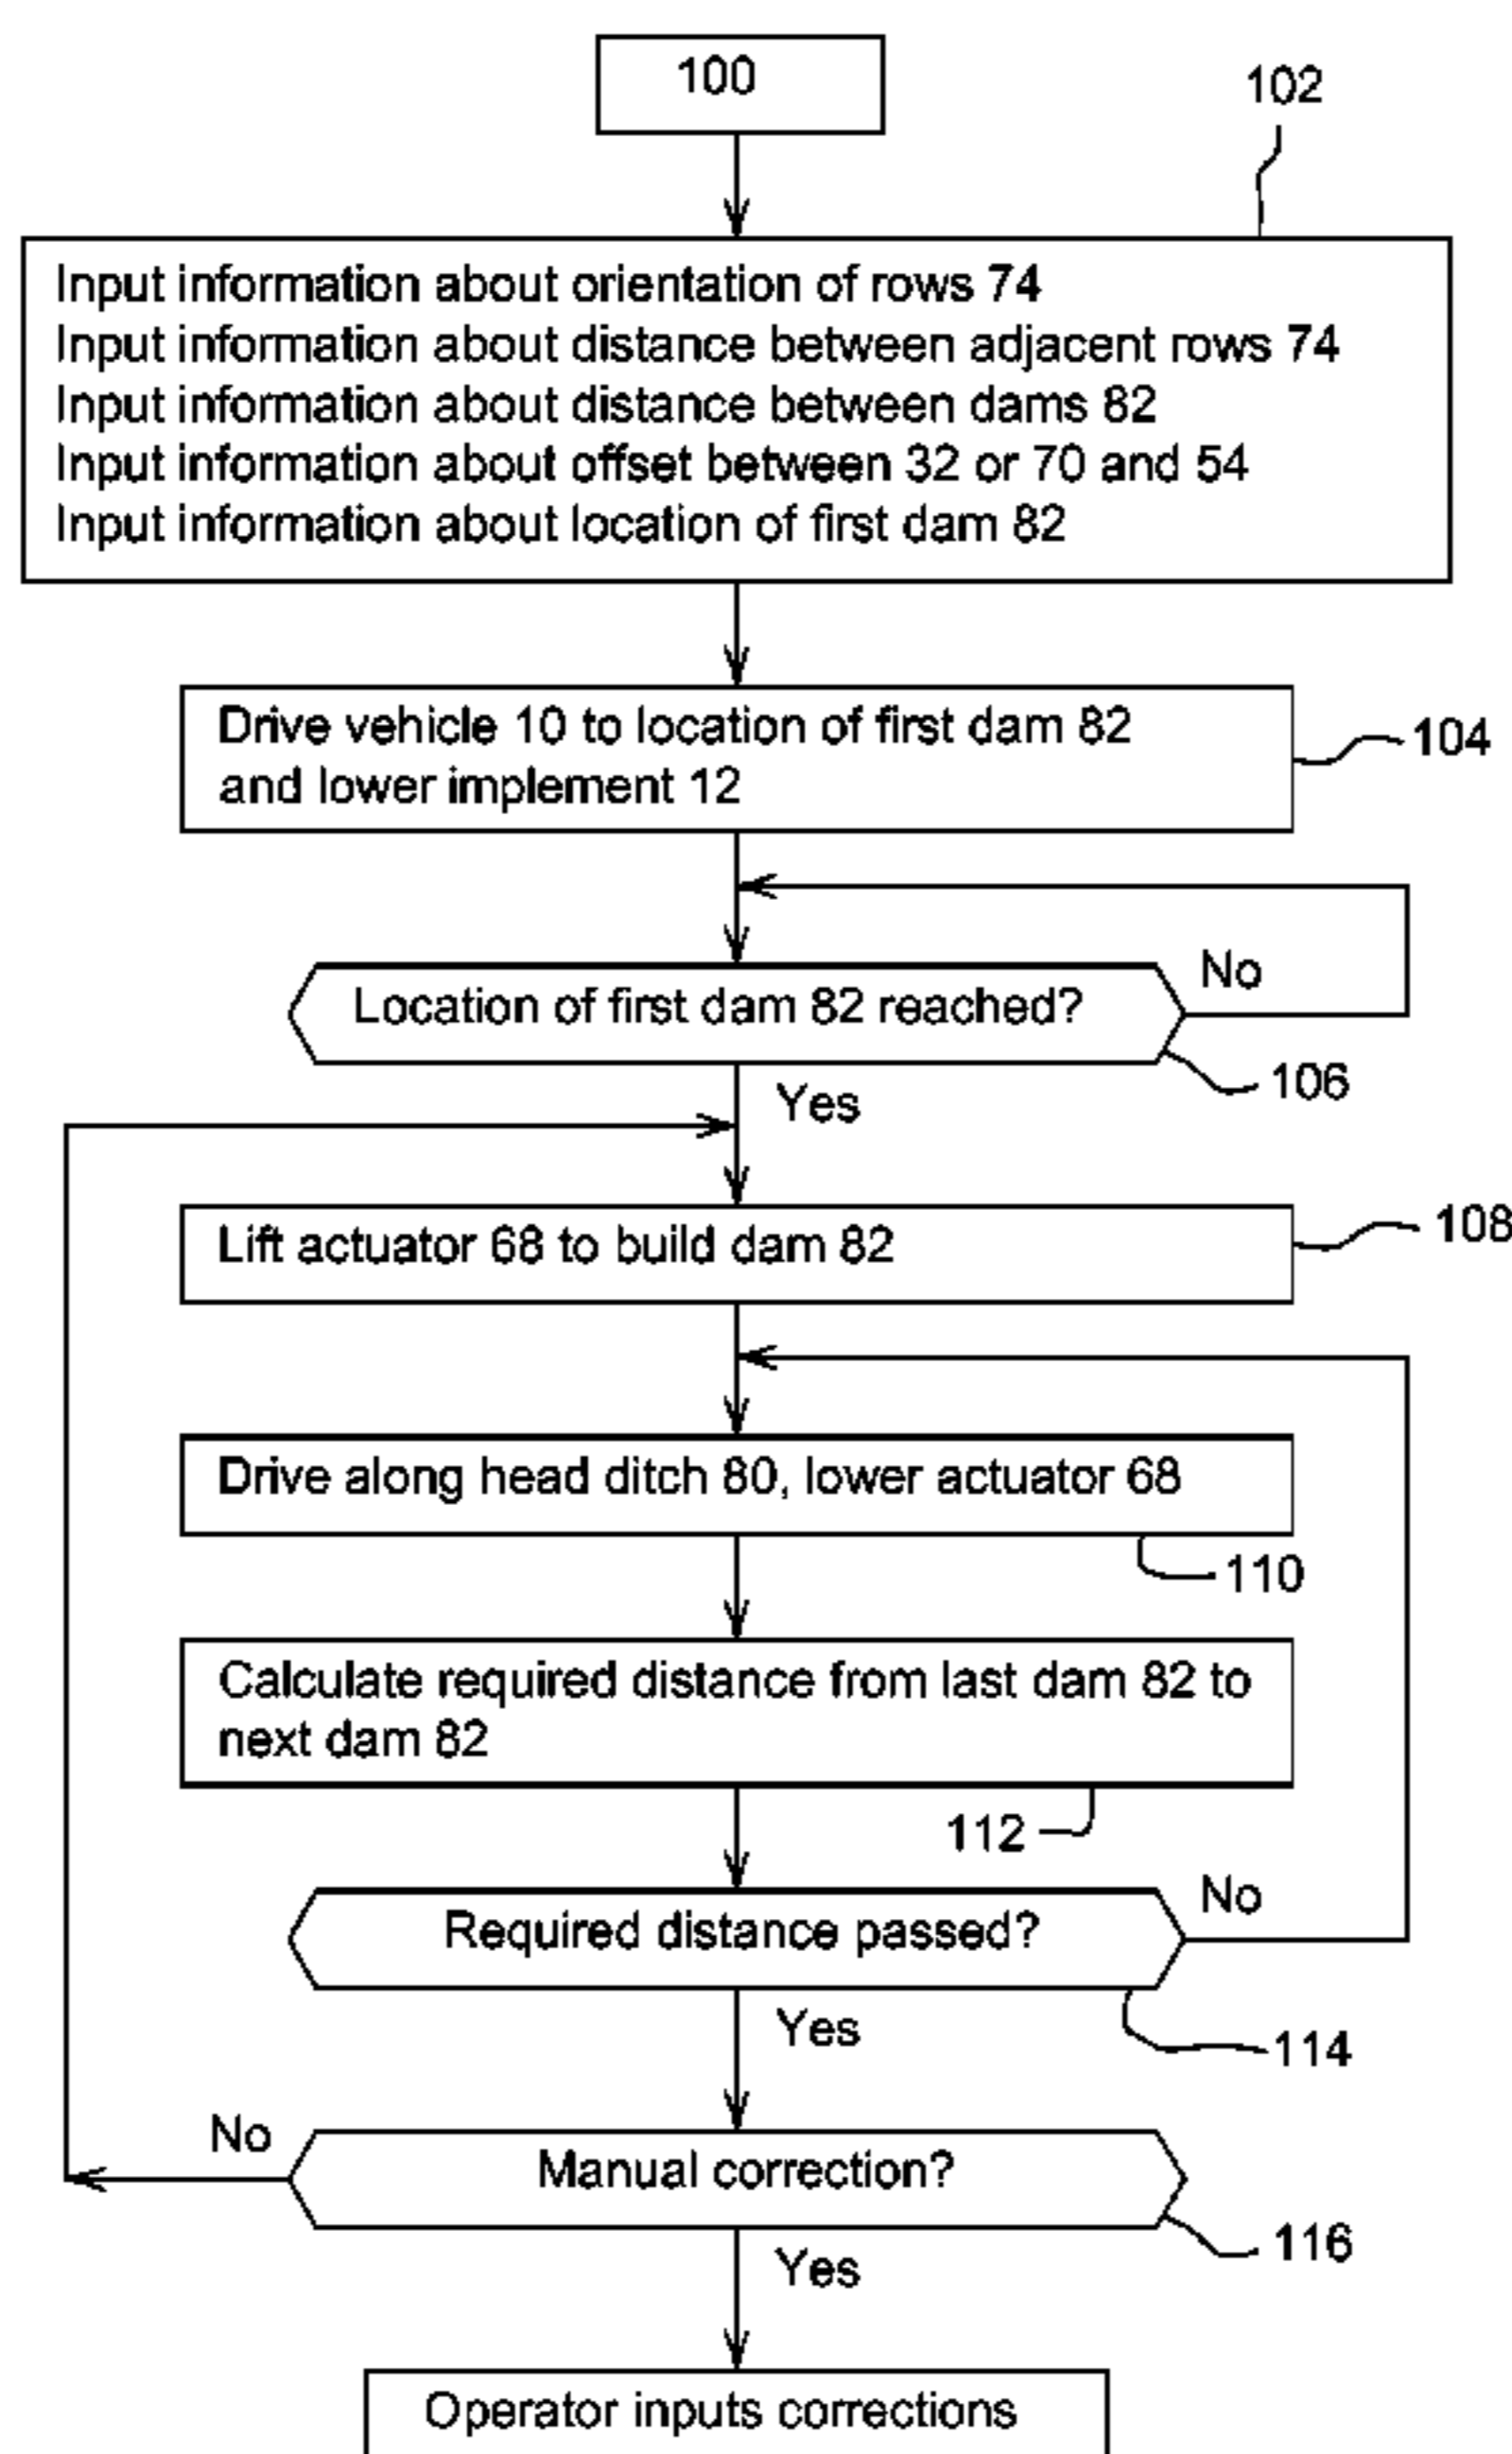 100
102
Input information about orientation of rows 74
Input information about distance between adjacent rows 74
Input information about distance between dams 82
Input information about offset between 32 or 70 and 54
Input information about location of first dam 82
Drive vehicle 10 to location of first dam 82
and lower implement 12
104
No
Location of first dam 82 reached?
106
Yes
Lift actuator 68 to build dam 82
108
Drive along head ditch 80, lower actuator 68
110
Calculate required distance from last dam 82 to
next dam 82
112
No
Required distance passed?
Yes
114
No
Manual correction?
116
Yes
Operator inputs corrections